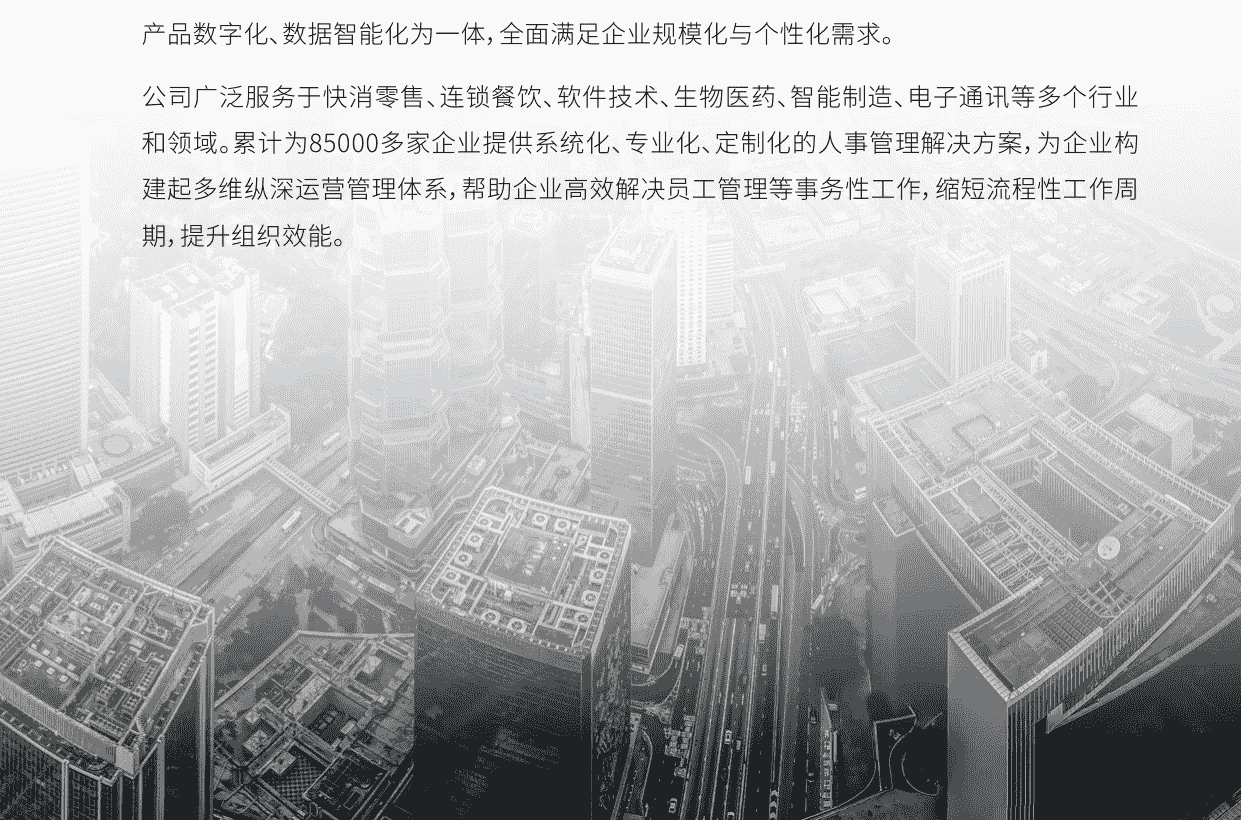 产品数字化、数据智能化为一体，全面满足企业规模化与个性化需求。
公司广泛服务于快消零售、连锁餐饮、软件技术、生物医药、智能制造、电子通讯等多个行业
和领域。累计为85000多家企业提供系统化、专业化、定制化的人事管理解决方案，为企业构
建起多维纵深运营管理体系，帮助企业高效解决员工管理等事务性工作，缩短流程性工作周
期，提升组织效能。